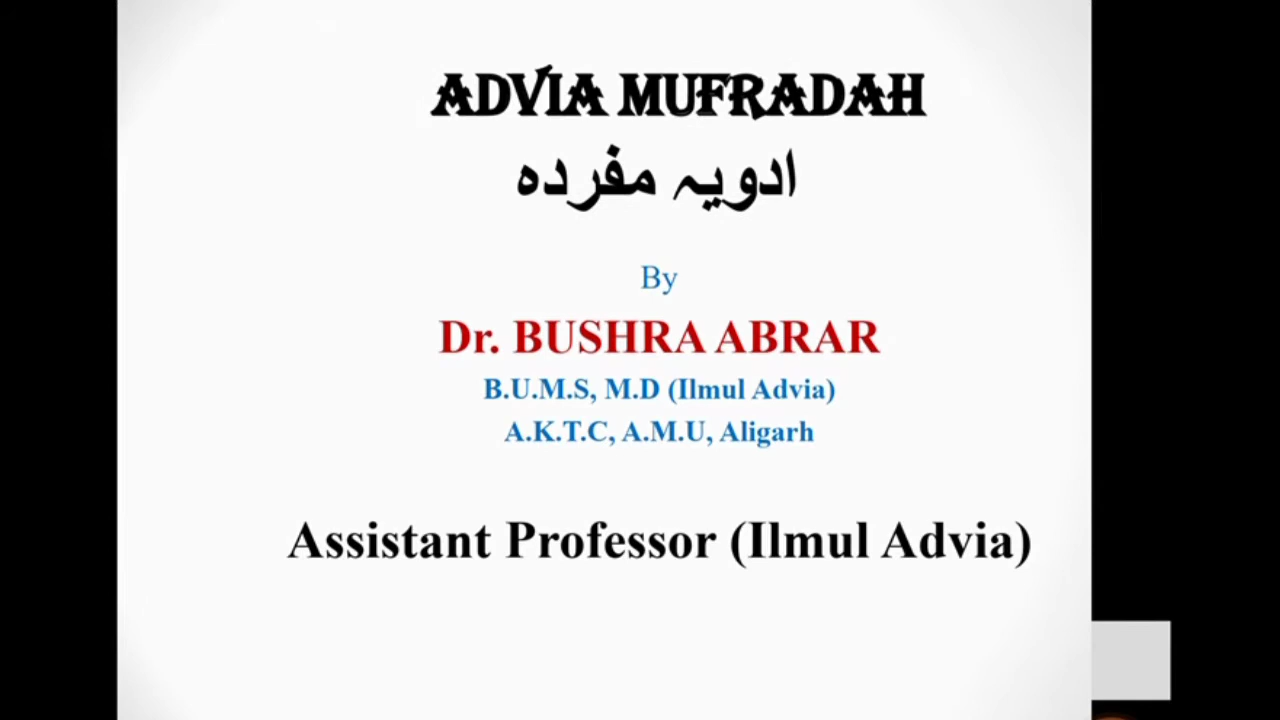 ADVIA MUFRADAH
ادویہ مفردہ
By
Dr. BUSHRA ABRAR
B.U.M.S, M.D (Ilmul Advia)
A.K.T.C, A.M.U, Aligarh
Assistant Professor (Ilmul Advia)